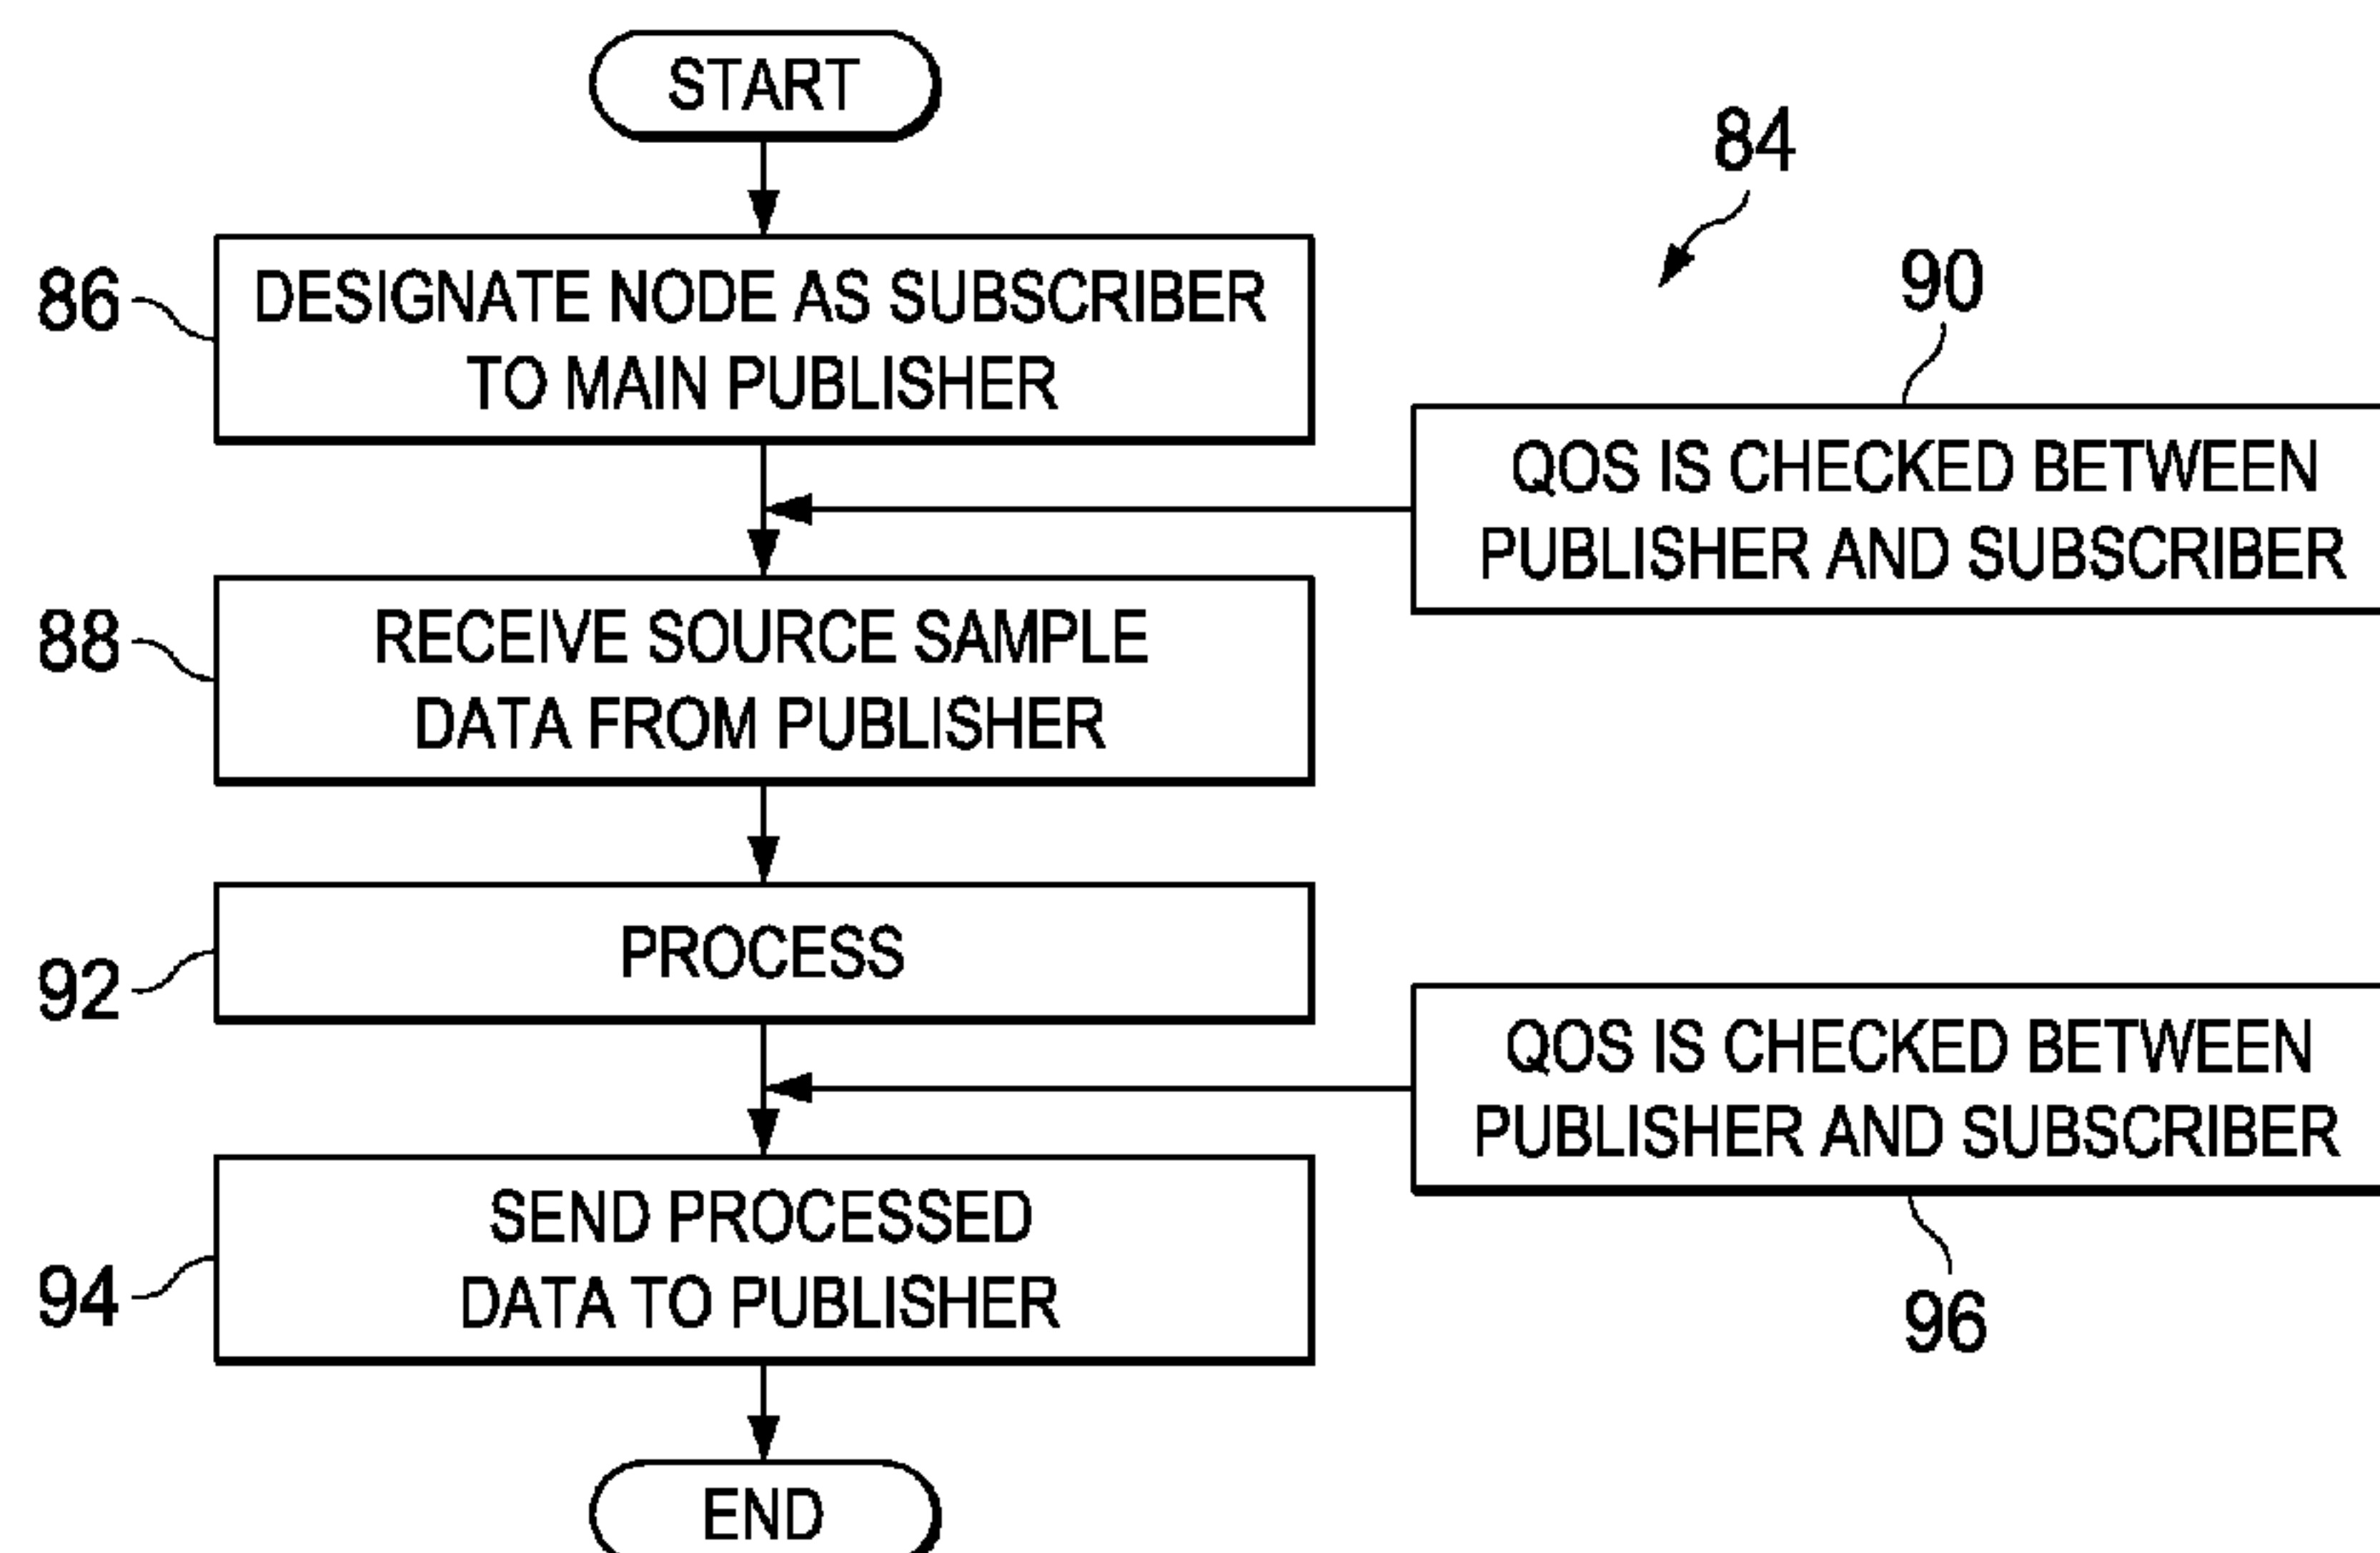 START
84
86
DESIGNATE NODE AS SUBSCRIBER
TO MAIN PUBLISHER
90
QOS IS CHECKED BETWEEN
PUBLISHER AND SUBSCRIBER
88
RECEIVE SOURCE SAMPLE
DATA FROM PUBLISHER
92
PROCESS
QOS IS CHECKED BETWEEN
PUBLISHER AND SUBSCRIBER
96
94
SEND PROCESSED
DATA TO PUBLISHER
END